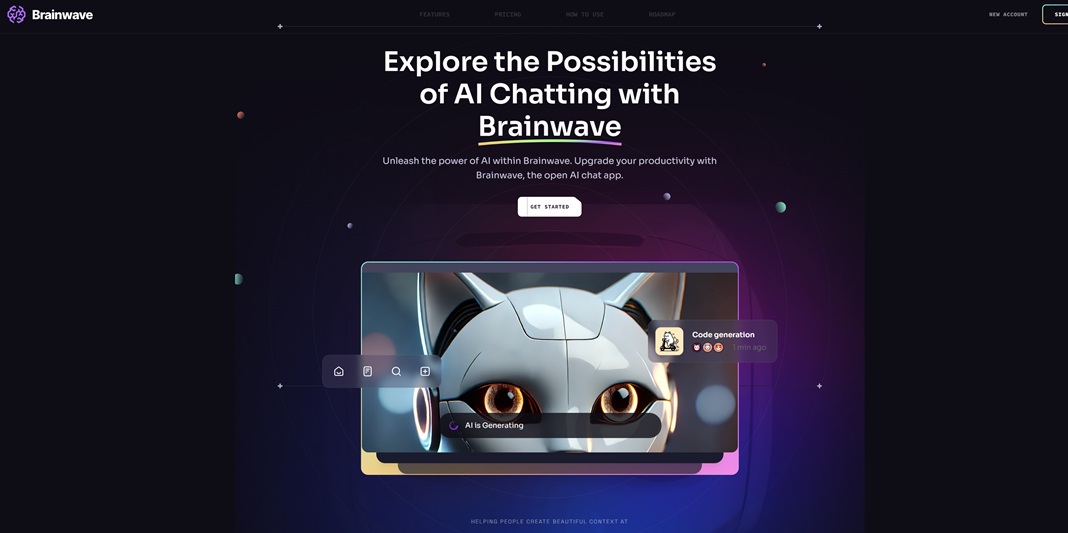 Brainwave
FEATURES
PRICING
HOW TO USE
ROADMAP
NEW ACCOUNT
SIGN
Explore the Possibilities
of AI Chatting with
Brainwave
Unleash the power of AI within Brainwave. Upgrade your productivity with
Brainwave, the open AI chat app.
GET STARTED
Code generation
1 min ago
AI is Generating
HELPING PEOPLE CREATE BEAUTIFUL CONTEXT AT